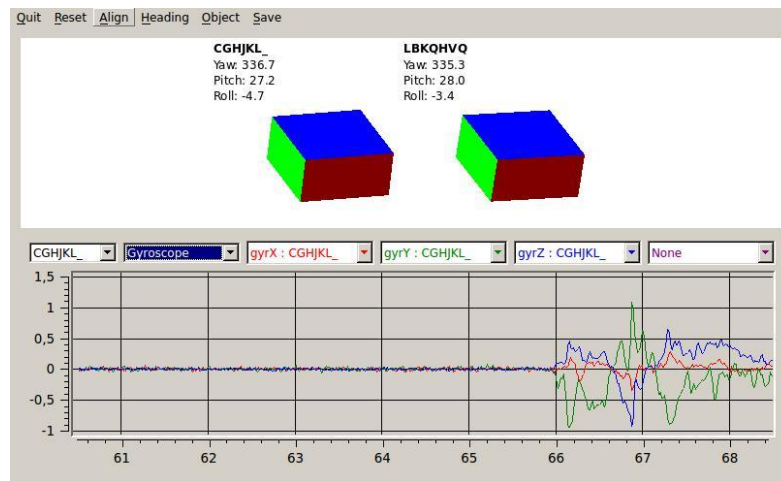 Quit Reset Align Heading Object Save
CGHJKL_
Yaw: 336.7
Pitch: 27.2
Roll: -4.7
LBKQHVQ
Yaw: 335.3
Pitch: 28.0
Roll: -3.4
CGHJKL_ Gyroscope gyrX : CGHJKL_ gyrY : CGHJKL_ gyrZ : CGHJKL_ None
1,5
1
0,5
0
-0,5
-1
61 62 63 64 65 66 67 68